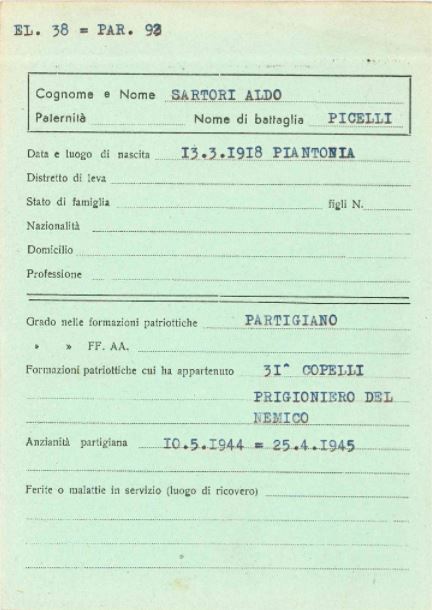 EL. 38 = PAR. 93
Cognome e Nome SARTORI ALDO
Paternità Nome di battaglia PICELLI
Data e luogo di nascita 13.3.1918 PIANTONIA
Distretto di leva
Stato di famiglia figli N.
Nazionalità
Domicilio
Professione
Grado nelle formazioni patriottiche PARTIGIANO
» » FF. AA.
Formazioni patriottiche cui ha appartenuto 31^ COPELLI
PRIGIONIERO DEL
NEMICO
Anzianità partigiana 10.5.1944 = 25.4.1945
Ferite o malattie in servizio (luogo di ricovero)